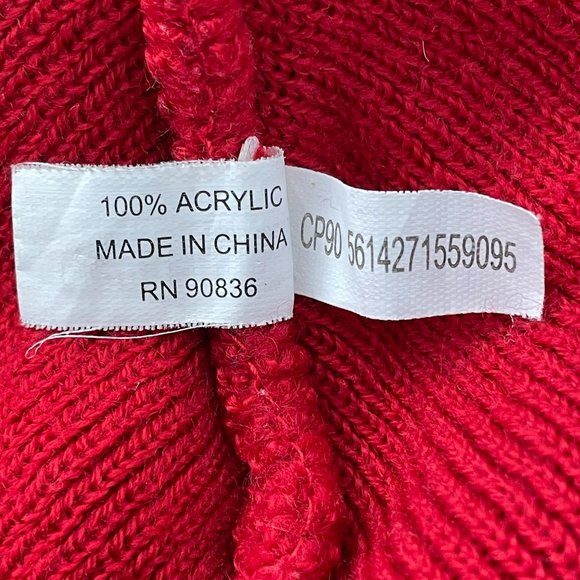 100% ACRYLIC
MADE IN CHINA
RN 90836
CP90 5614271559095